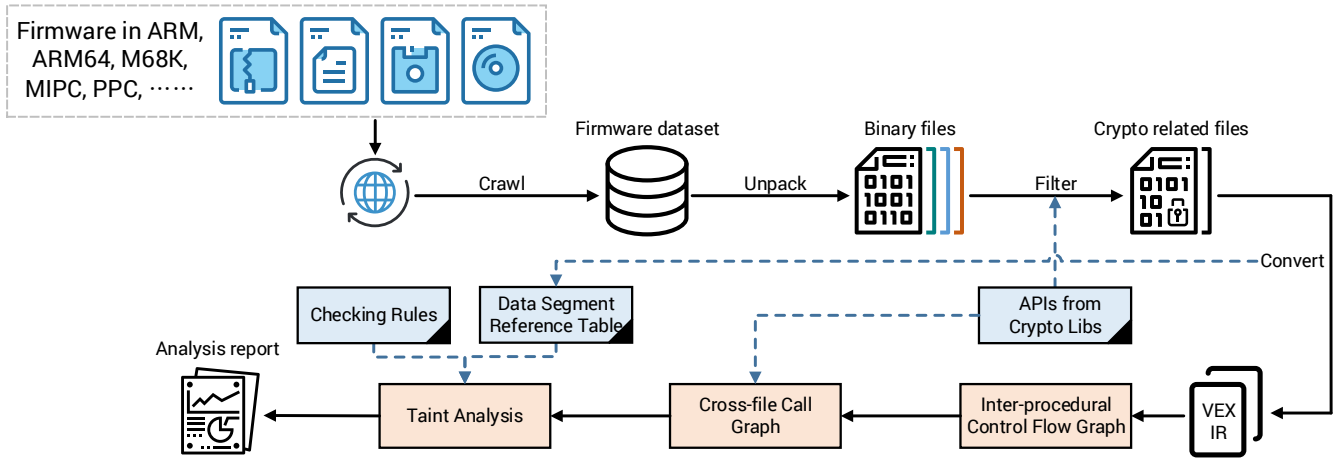 Firmware in ARM,
ARM64, M68K,
MIPC, PPC, ······
Firmware dataset
Binary files
Crypto related files
Crawl
Unpack
Filter
0101
1001
0110
0101
10
01
Convert
Checking Rules
Data Segment
Reference Table
APIs from
Crypto Libs
Analysis report
Taint Analysis
Cross-file Call
Graph
Inter-procedural
Control Flow Graph
VEX
IR